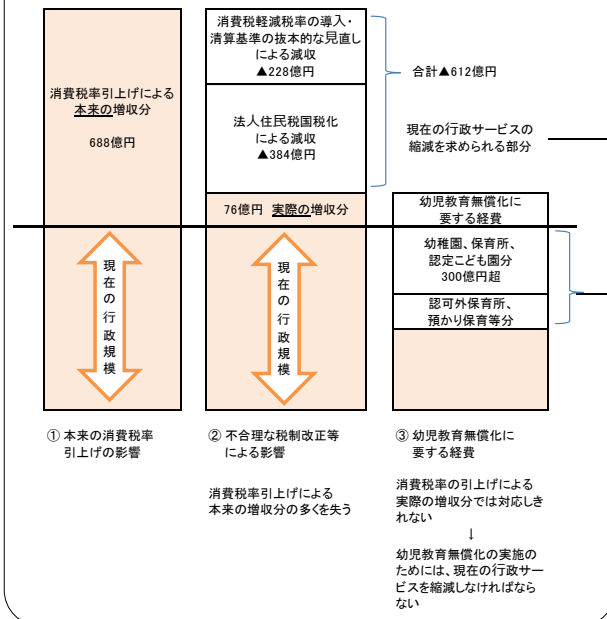 消費税率引上げによる
本来の増収分
688億円
現在の行政規模
① 本来の消費税率
引上げの影響
消費税軽減税率の導入・
清算基準の抜本的な見直し
による減収
▲228億円
法人住民税国税化
による減収
▲384億円
76億円 実際の増収分
現在の行政規模
② 不合理な税制改正等
による影響
消費税率引上げによる
本来の増収分の多くを失う
合計▲612億円
現在の行政サービスの
縮減を求められる部分
幼児教育無償化に
要する経費
幼稚園、保育所、
認定こども園分
300億円超
認可外保育所、
預かり保育等分
③ 幼児教育無償化に
要する経費
消費税率の引上げによる
実際の増収分では対応しき
れない
↓
幼児教育無償化の実施の
ためには、現在の行政サー
ビスを縮減しなければなら
ない